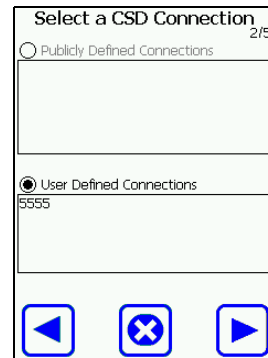 Select a CSD Connection
2/5
Publicly Defined Connections
User Defined Connections
5555